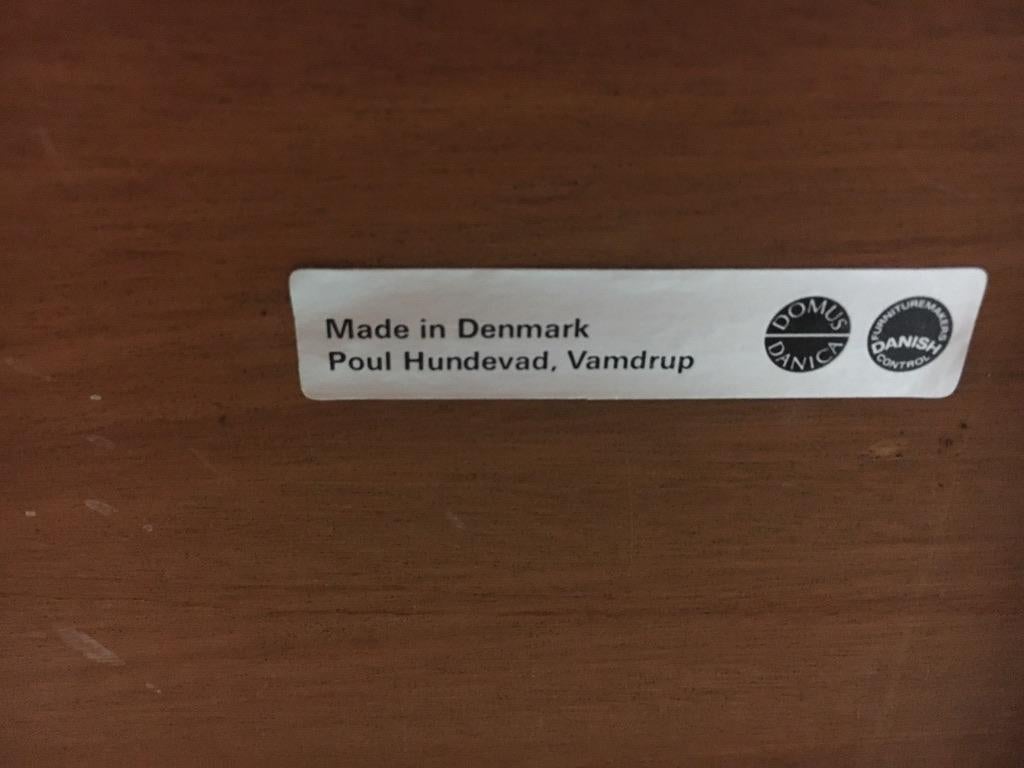 Made in Denmark
Poul Hundevad, Vamdrup
DOMUS
DANICA
FURNITUREMAKERS
DANISH
CONTROL